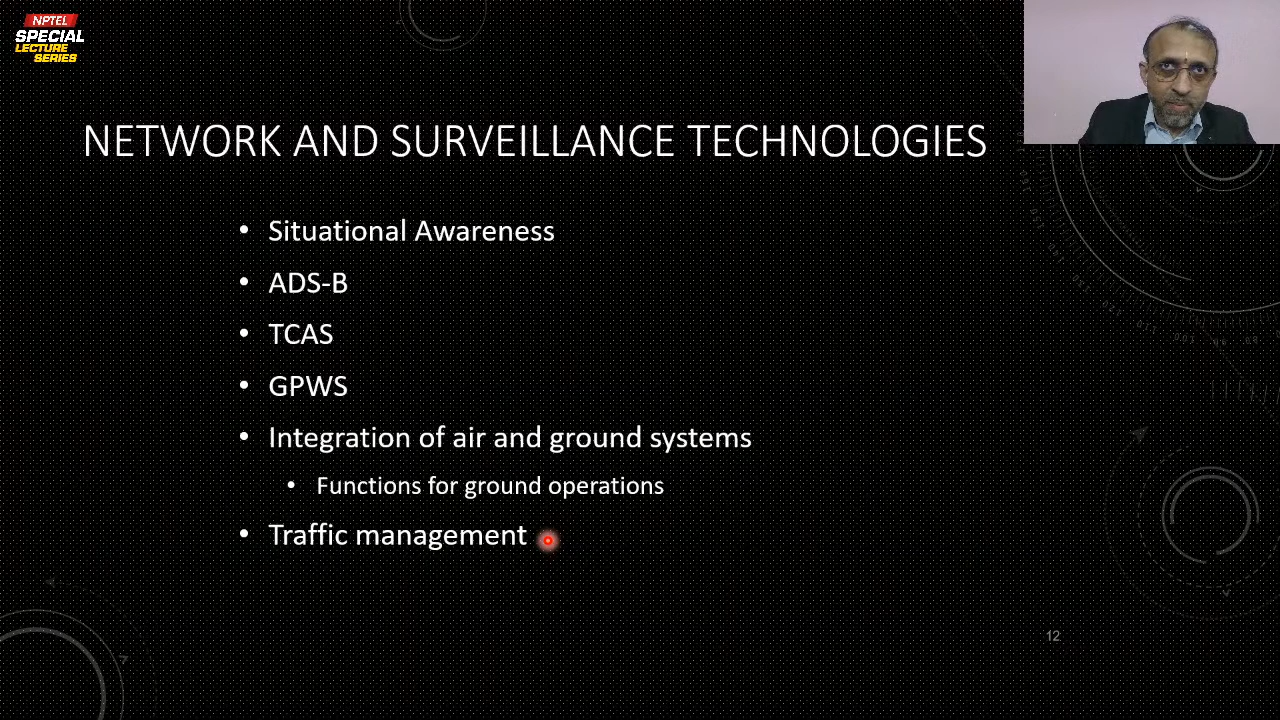 NPTEL
SPECIAL
LECTURE
SERIES
NETWORK AND SURVEILLANCE TECHNOLOGIES
• Situational Awareness
• ADS-B
• TCAS
• GPWS
• Integration of air and ground systems
• Functions for ground operations
• Traffic management
12